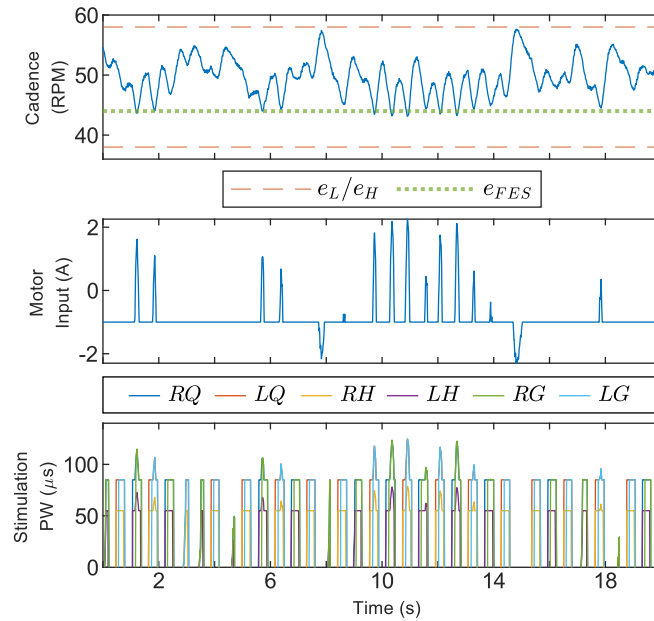 60
50
40
Cadence
(RPM)
e_L/e_H e_FES
2
0
-2
Motor
Input (A)
RQ LQ RH LH RG LG
100
50
0
Stimulation
PW (μs)
2 6 10 14 18
Time (s)